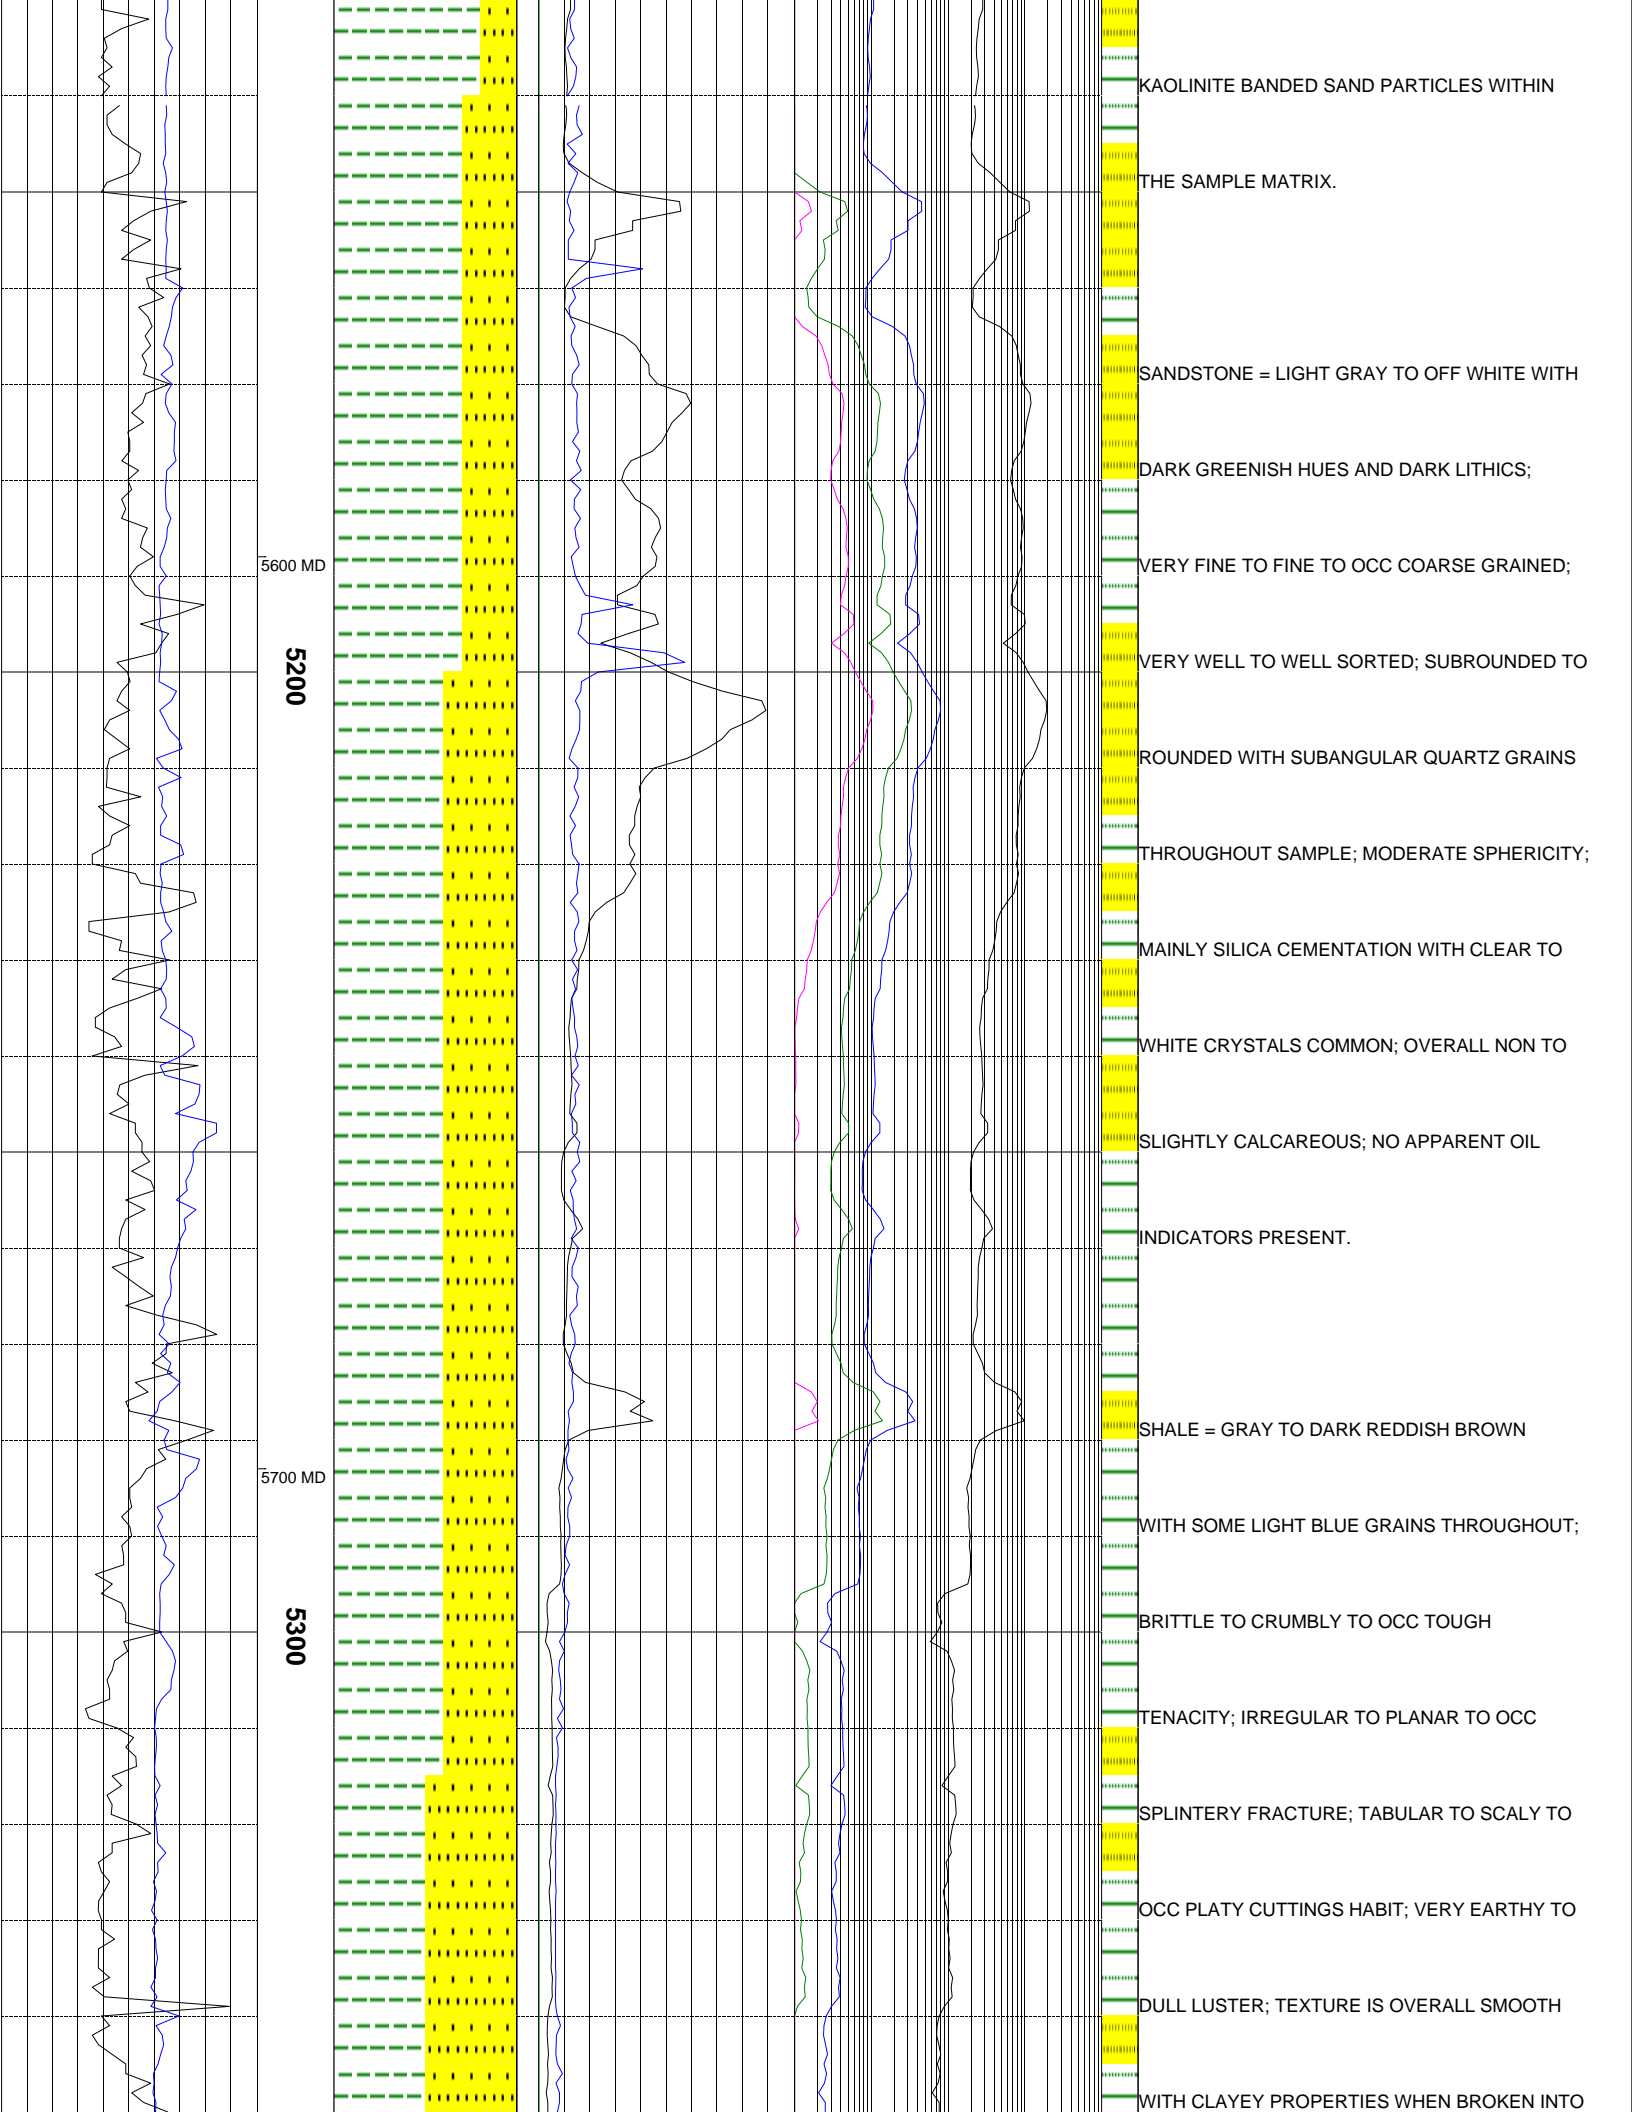 KAOLINITE BANDED SAND PARTICLES WITHIN
THE SAMPLE MATRIX.
SANDSTONE = LIGHT GRAY TO OFF WHITE WITH
DARK GREENISH HUES AND DARK LITHICS;
5600 MD
VERY FINE TO FINE TO OCC COARSE GRAINED;
5200
VERY WELL TO WELL SORTED; SUBROUNDED TO
ROUNDED WITH SUBANGULAR QUARTZ GRAINS
THROUGHOUT SAMPLE; MODERATE SPHERICITY;
MAINLY SILICA CEMENTATION WITH CLEAR TO
WHITE CRYSTALS COMMON; OVERALL NON TO
SLIGHTLY CALCAREOUS; NO APPARENT OIL
INDICATORS PRESENT.
SHALE = GRAY TO DARK REDDISH BROWN
5700 MD
WITH SOME LIGHT BLUE GRAINS THROUGHOUT;
5300
BRITTLE TO CRUMBLY TO OCC TOUGH
TENACITY; IRREGULAR TO PLANAR TO OCC
SPLINTERY FRACTURE; TABULAR TO SCALY TO
OCC PLATY CUTTINGS HABIT; VERY EARTHY TO
DULL LUSTER; TEXTURE IS OVERALL SMOOTH
WITH CLAYEY PROPERTIES WHEN BROKEN INTO